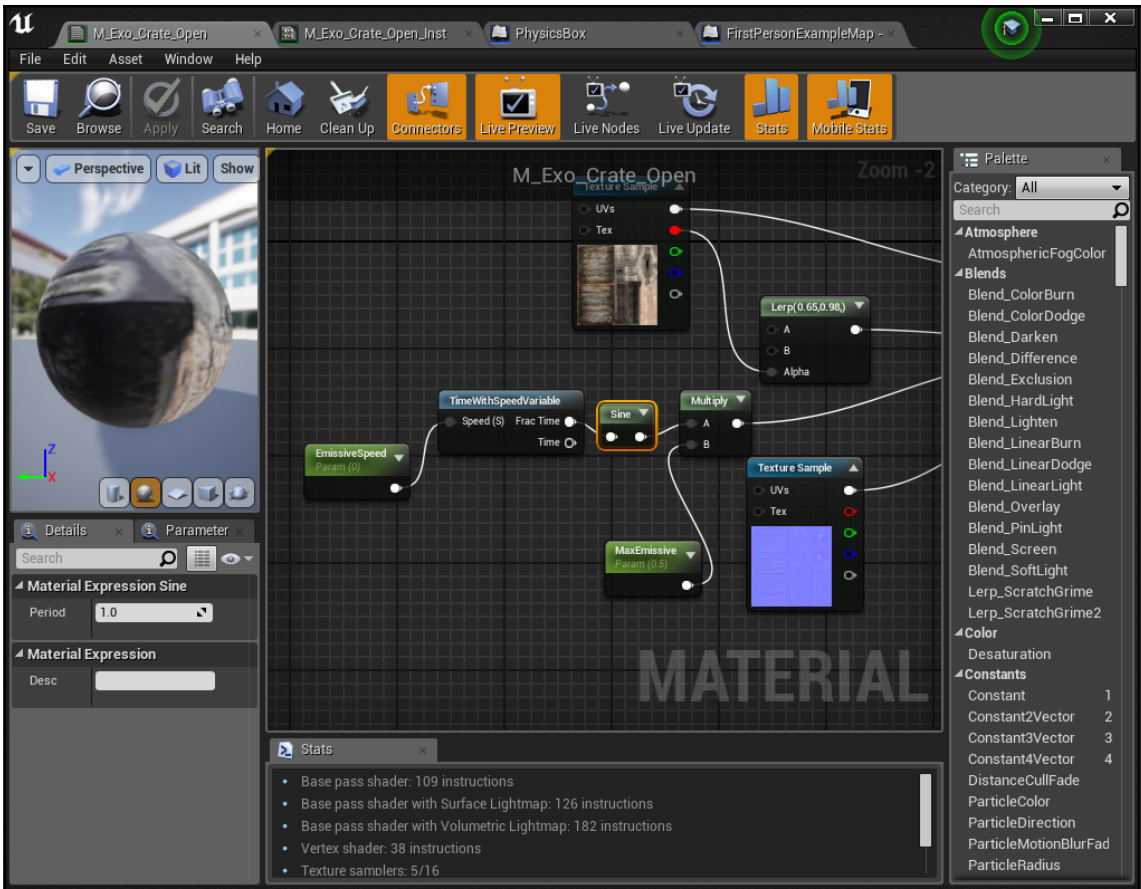 M_Exo_Crate_Open
M_Exo_Crate_Open_Inst
PhysicsBox
FirstPersonExampleMap -
File Edit Asset Window Help
Save Browse Apply Search Home Clean Up Connectors Live Preview Live Nodes Live Update Stats Mobile Stats
Perspective Lit Show
Z
X
Details
Parameter
Search
Material Expression Sine
Period 1.0
Material Expression
Desc
M_Exo_Crate_Open
Zoom -2
Texture Sample
UVs
Tex
Lerp(0.65,0.98,)
A
B
Alpha
TimeWithSpeedVariable
Speed (S) Frac Time
Time
Sine
Multiply
A
B
EmissiveSpeed
Param (0)
Texture Sample
UVs
Tex
MaxEmissive
Param (0.5)
MATERIAL
Stats
Base pass shader: 109 instructions
Base pass shader with Surface Lightmap: 126 instructions
Base pass shader with Volumetric Lightmap: 182 instructions
Vertex shader: 38 instructions
Texture samplers: 5/16
Palette
Category: All
Search
Atmosphere
AtmosphericFogColor
Blends
Blend_ColorBurn
Blend_ColorDodge
Blend_Darken
Blend_Difference
Blend_Exclusion
Blend_HardLight
Blend_Lighten
Blend_LinearBurn
Blend_LinearDodge
Blend_LinearLight
Blend_Overlay
Blend_PinLight
Blend_Screen
Blend_SoftLight
Lerp_ScratchGrime
Lerp_ScratchGrime2
Color
Desaturation
Constants
Constant 1
Constant2Vector 2
Constant3Vector 3
Constant4Vector 4
DistanceCullFade
ParticleColor
ParticleDirection
ParticleMotionBlurFad
ParticleRadius